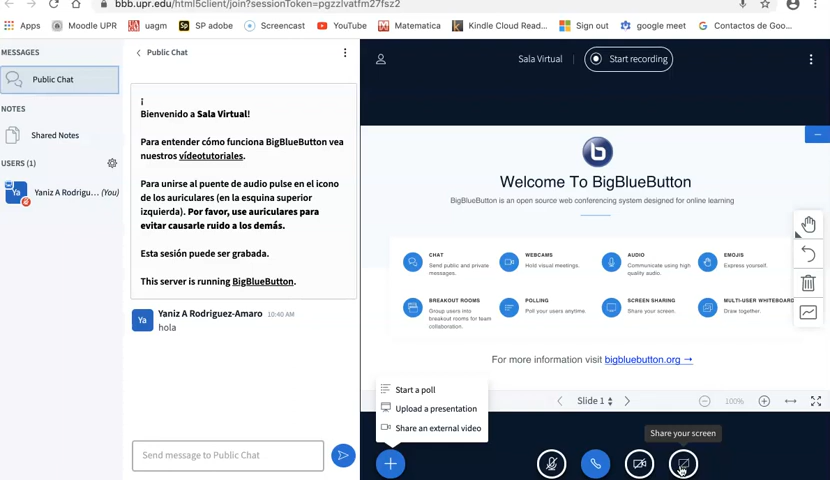 bbb.upr.edu/html5client/join?sessionToken=pgzzlvatfm27fsz2
Apps
Moodle UPR
uagm
SP adobe
Screencast
YouTube
Matematica
Kindle Cloud Read...
Sign out
google meet
Gmail Contactos de Goo...
MESSAGES
Public Chat
NOTES
Shared Notes
USERS (1)
Ya
Yaniz A Rodrigu... (You)
Public Chat
¡
Bienvenido a Sala Virtual!
Para entender cómo funciona BigBlueButton vea
nuestros vídeotutoriales.
Para unirse al puente de audio pulse en el icono
de los auriculares (en la esquina superior
izquierda). Por favor, use auriculares para
evitar causarle ruido a los demás.
Esta sesión puede ser grabada.
This server is running BigBlueButton.
Ya
Yaniz A Rodriguez-Amaro 10:40 AM
hola
Send message to Public Chat
Sala Virtual
Start recording
b
Welcome To BigBlueButton
BigBlueButton is an open source web conferencing system designed for online learning
CHAT
Send public and private
messages.
WEBCAMS
Hold visual meetings.
AUDIO
Communicate using high
quality audio.
EMOJIS
Express yourself.
BREAKOUT ROOMS
Group users into
breakout rooms for team
collaboration.
POLLING
Poll your users anytime.
SCREEN SHARING
Share your screen.
MULTI-USER WHITEBOARD
Draw together.
For more information visit bigbluebutton.org →
Start a poll
Upload a presentation
Share an external video
Slide 1
100%
Share your screen